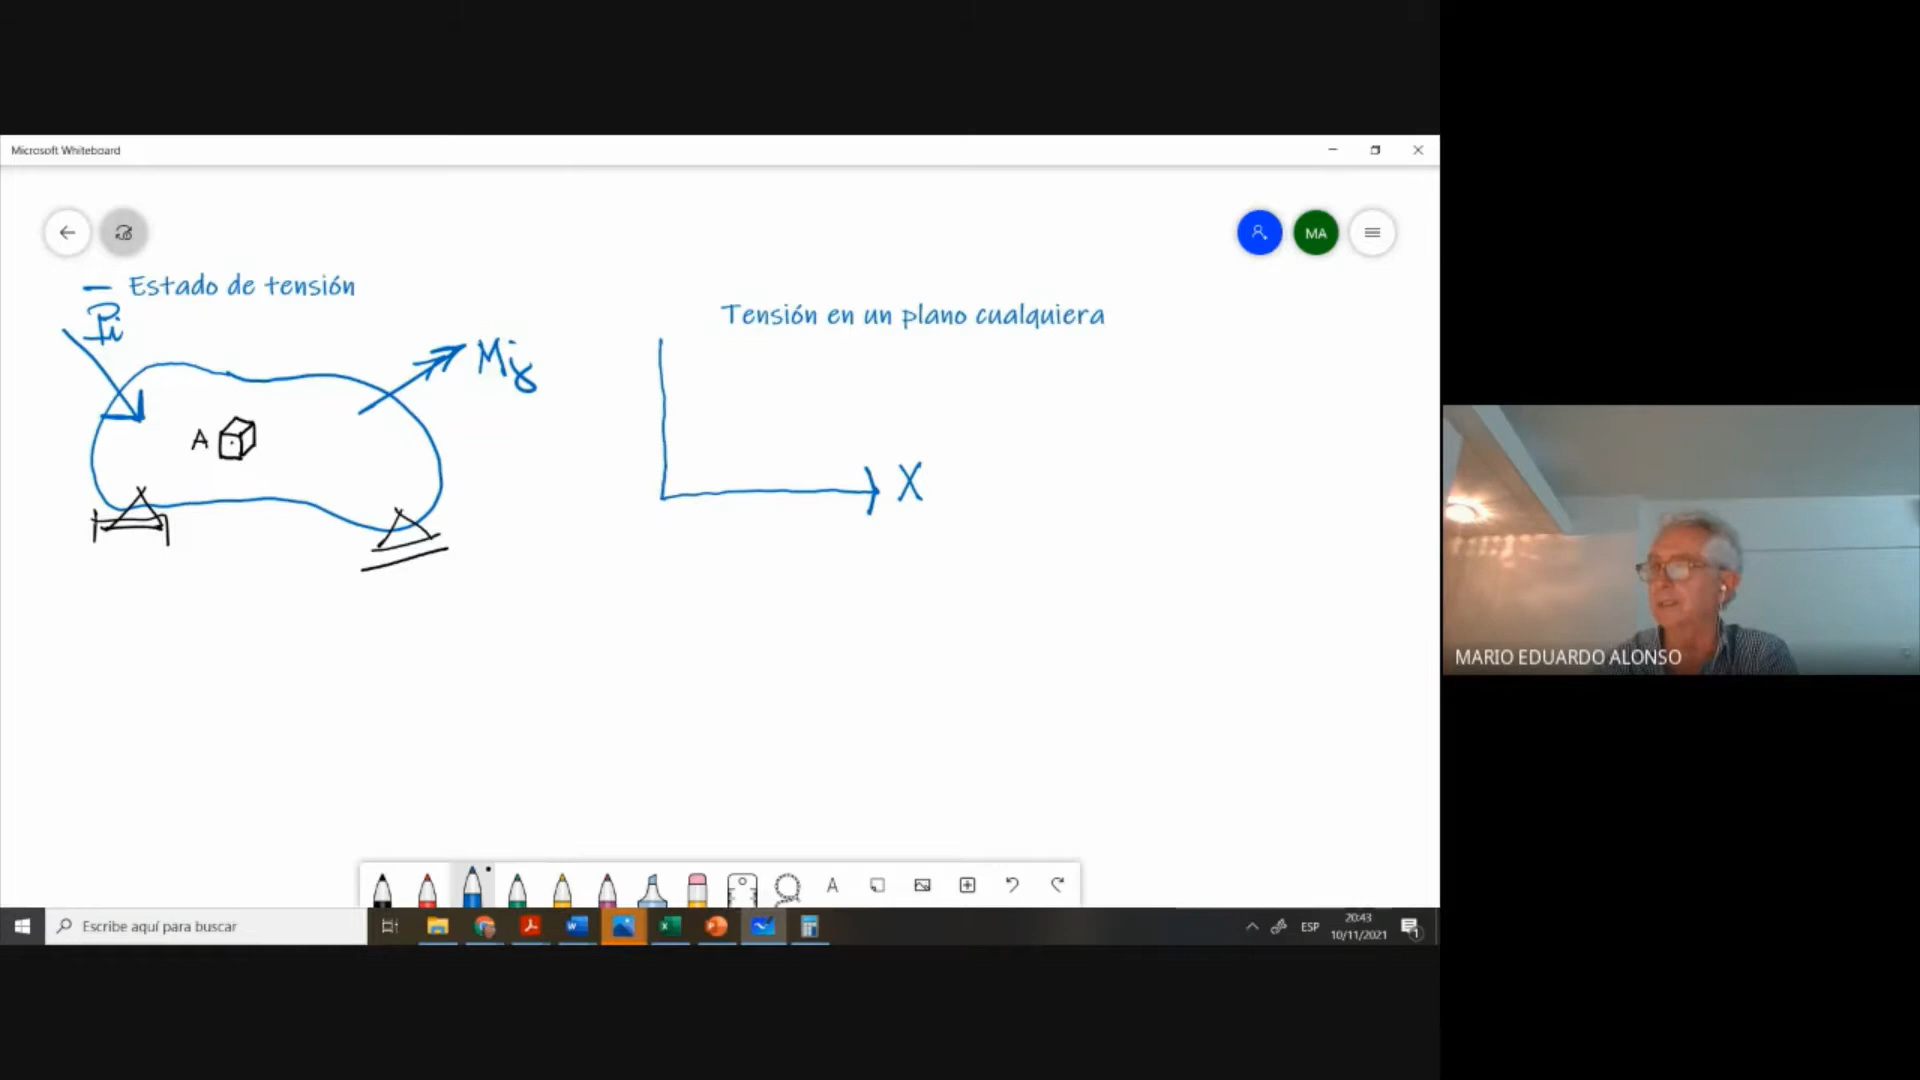 Microsoft Whiteboard
MA
Estado de tensión
Pi
Mj
A
Tensión en un plano cualquiera
X
MARIO EDUARDO ALONSO
A
Escribe aquí para buscar
ESP
20:43
10/11/2021
1